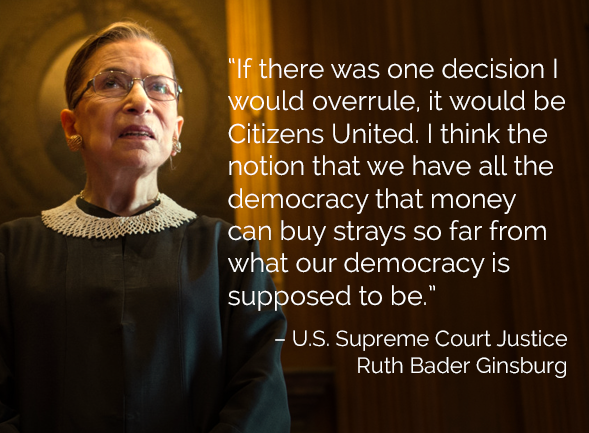 “If there was one decision I
would overrule, it would be
Citizens United. I think the
notion that we have all the
democracy that money
can buy strays so far from
what our democracy is
supposed to be.”
– U.S. Supreme Court Justice
Ruth Bader Ginsburg